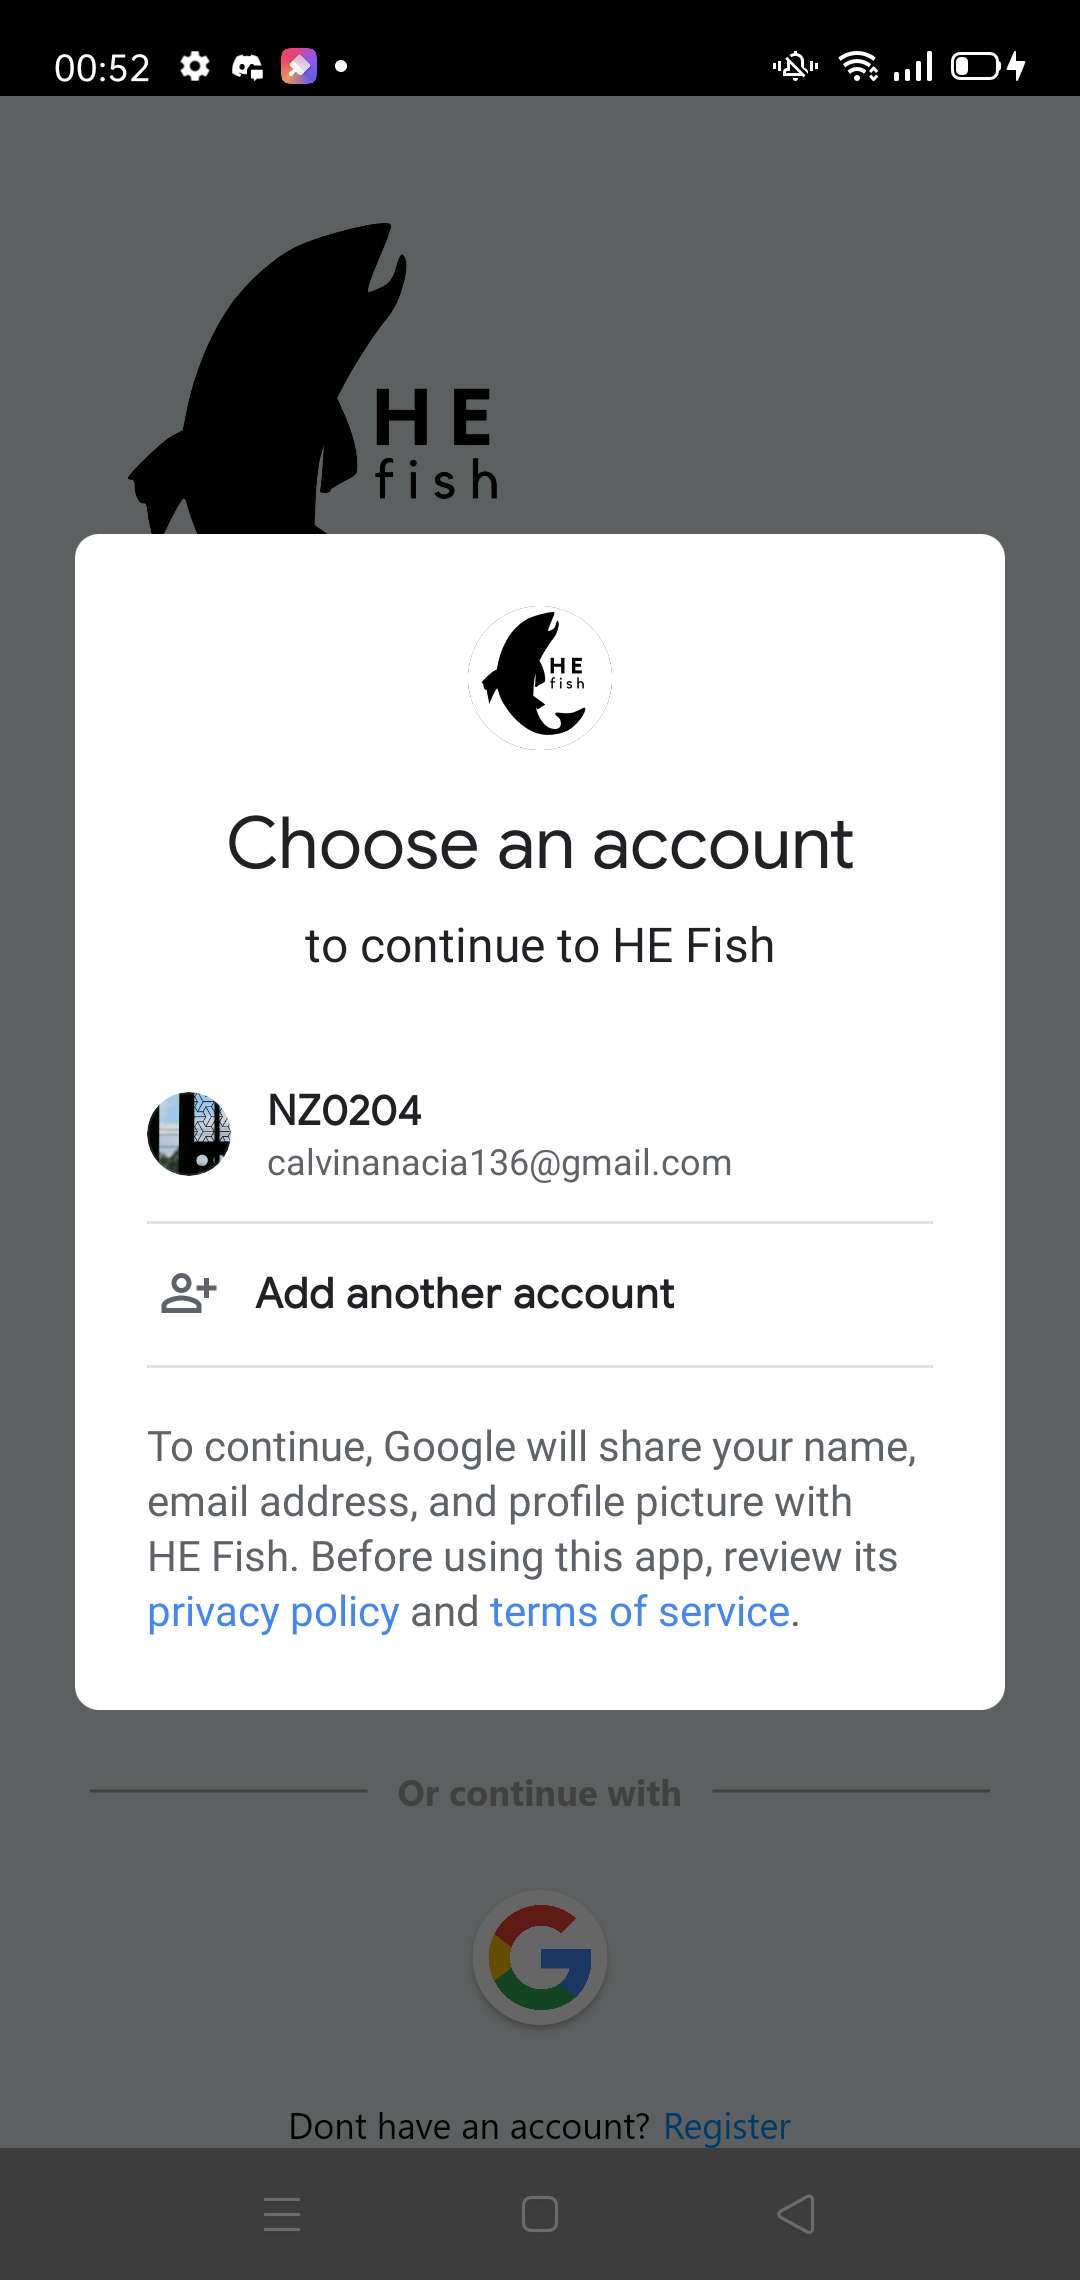 00:52
HE
fish
HE
fish
Choose an account
to continue to HE Fish
NZ0204
calvinanacia136@gmail.com
Add another account
To continue, Google will share your name,
email address, and profile picture with
HE Fish. Before using this app, review its
privacy policy and terms of service.
Or continue with
Dont have an account? Register